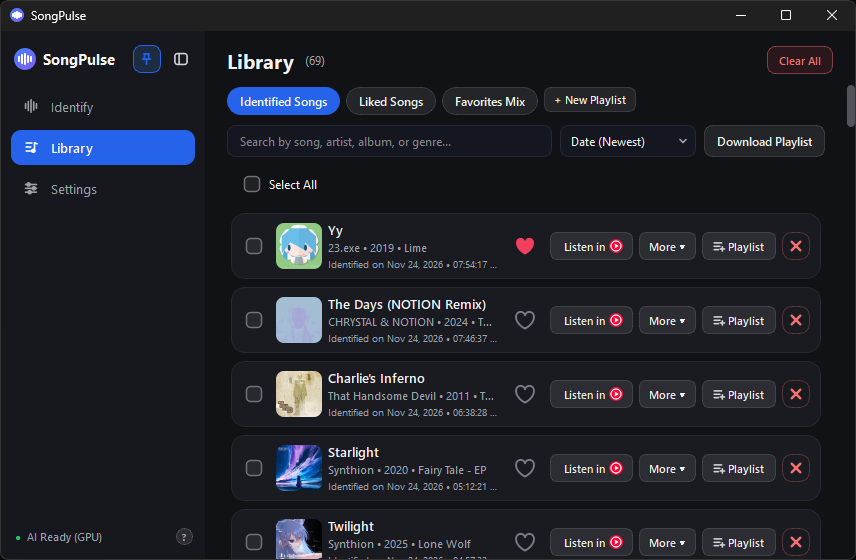 SongPulse
SongPulse
Identify
Library
Settings
AI Ready (GPU)
?
Library (69)
Clear All
Identified Songs
Liked Songs
Favorites Mix
+ New Playlist
Search by song, artist, album, or genre...
Date (Newest)
Download Playlist
Select All
Yy
23.exe • 2019 • Lime
Identified on Nov 24, 2026 • 07:54:17 ...
Listen in
More ▾
Playlist
The Days (NOTION Remix)
CHRYSTAL & NOTION • 2024 • T...
Identified on Nov 24, 2026 • 07:46:37 ...
Listen in
More ▾
Playlist
Charlie's Inferno
That Handsome Devil • 2011 • T...
Identified on Nov 24, 2026 • 06:38:28 ...
Listen in
More ▾
Playlist
Starlight
Synthion • 2020 • Fairy Tale - EP
Identified on Nov 24, 2026 • 05:12:21 ...
Listen in
More ▾
Playlist
Twilight
Synthion • 2025 • Lone Wolf
Listen in
More ▾
Playlist